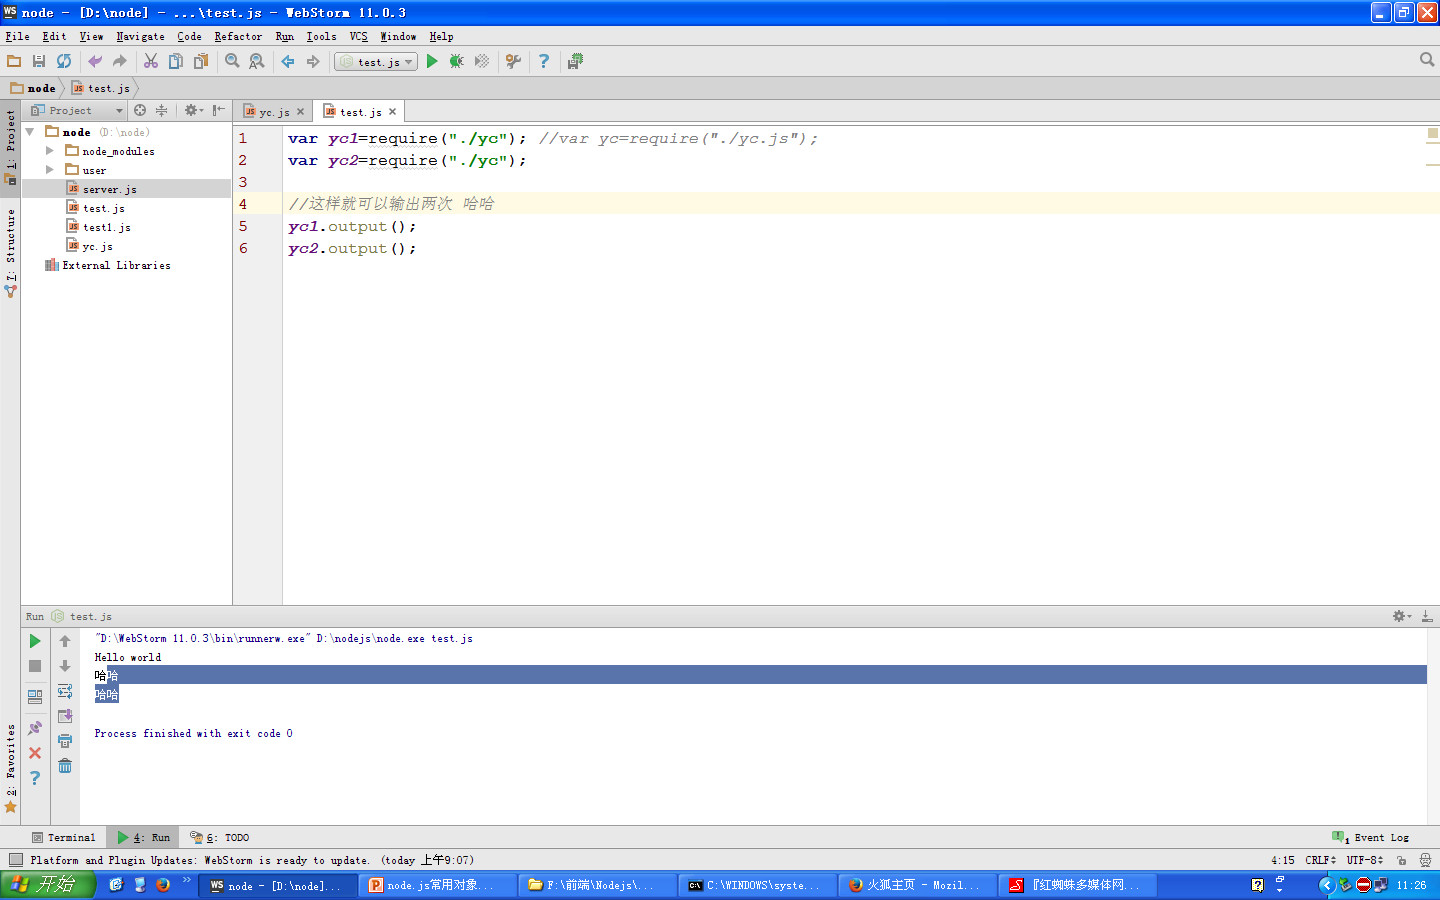 WS node - [D:\node] - ...\test.js - WebStorm 11.0.3
File Edit View Navigate Code Refactor Run Tools VCS Window Help
test.js
node test.js
Project yc.js test.js
1: Project
7: Structure
2: Favorites
node (D:\node)
node_modules
user
server.js
test.js
test1.js
yc.js
External Libraries
1 var yc1=require("./yc"); //var yc=require("./yc.js");
2 var yc2=require("./yc");
3
4 //这样就可以输出两次 哈哈
5 yc1.output();
6 yc2.output();
Run test.js
"D:\WebStorm 11.0.3\bin\runnerw.exe" D:\nodejs\node.exe test.js
Hello world
哈哈
哈哈
Process finished with exit code 0
Terminal 4: Run 6: TODO 1 Event Log
Platform and Plugin Updates: WebStorm is ready to update. (today 上午9:07) 4:15 CRLF UTF-8
开始 WS node - [D:\node]... node.js常用对象... F:\前端\Nodejs\... C:\WINDOWS\syste... 火狐主页 - Mozil... 『红蜘蛛多媒体网... 11:26